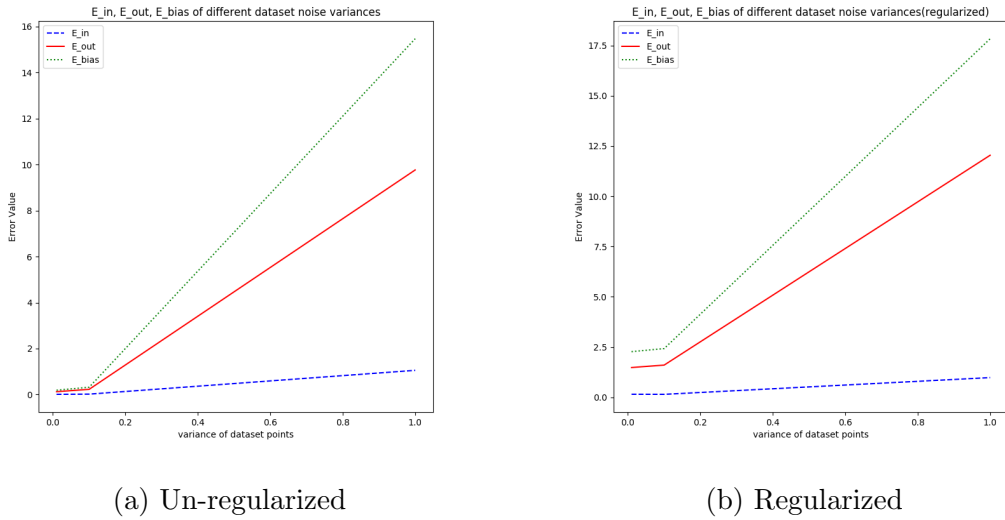 E_in, E_out, E_bias of different dataset noise variances
16
14
12
10
8
6
4
2
0
Error Value
E_in
E_out
E_bias
0.0 0.2 0.4 0.6 0.8 1.0
variance of dataset points
(a) Un-regularized
E_in, E_out, E_bias of different dataset noise variances(regularized)
17.5
15.0
12.5
10.0
7.5
5.0
2.5
0.0
Error Value
E_in
E_out
E_bias
0.0 0.2 0.4 0.6 0.8 1.0
variance of dataset points
(b) Regularized